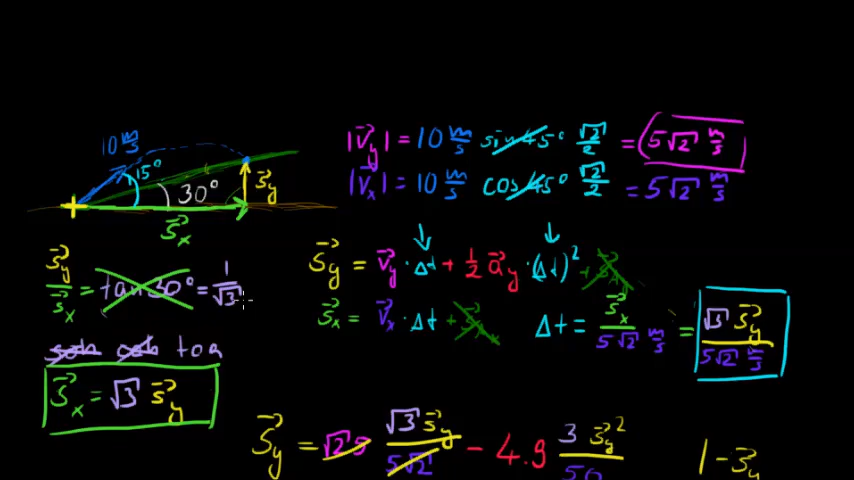 10 m/s
15°
30°
S⃗y
S⃗x
|V⃗y| = 10 m/s sin 45° √2/2 = 5√2 m/s
|V⃗x| = 10 m/s cos 45° √2/2 = 5√2 m/s
S⃗y/S⃗x = tan 30° = 1/√3
soh cah toa
S⃗x = √3 S⃗y
S⃗y = V⃗y · Δt + 1/2 a⃗y · (Δt)²
S⃗x = V⃗x · Δt
Δt = S⃗x / 5√2 m/s = √3 S⃗y / 5√2 m/s
S⃗y = √3 S⃗y / 5√2 - 4.9 3 S⃗y² / 50
1 - S⃗y